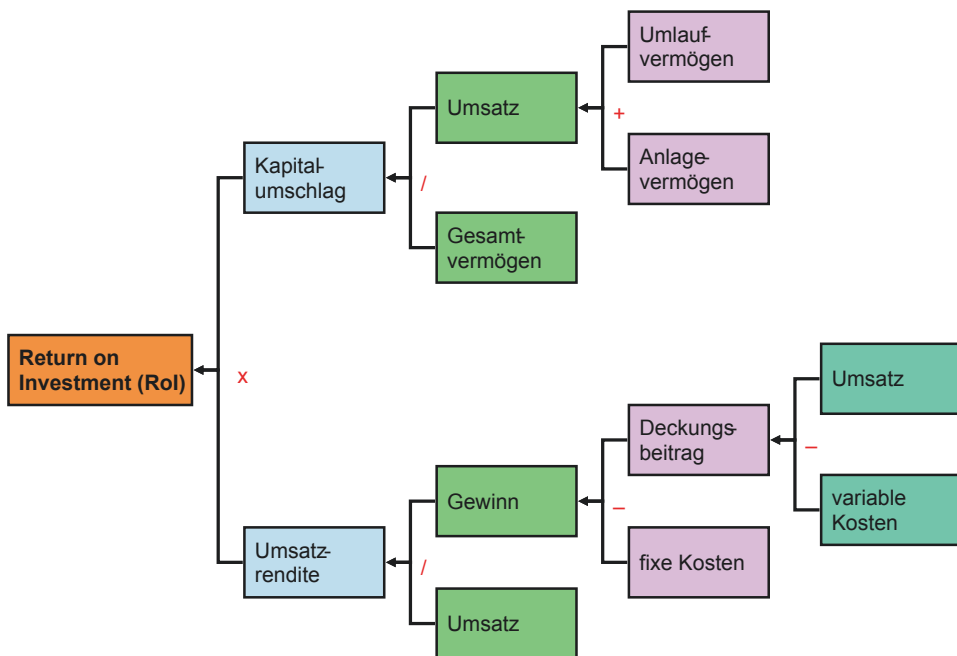 Umlauf-
vermögen
Umsatz
+
Kapital-
umschlag
Anlage-
vermögen
/
Gesamt-
vermögen
Return on
Investment (RoI)
x
Umsatz
Deckungs-
beitrag
–
Gewinn
–
variable
Kosten
Umsatz-
rendite
/
fixe Kosten
Umsatz